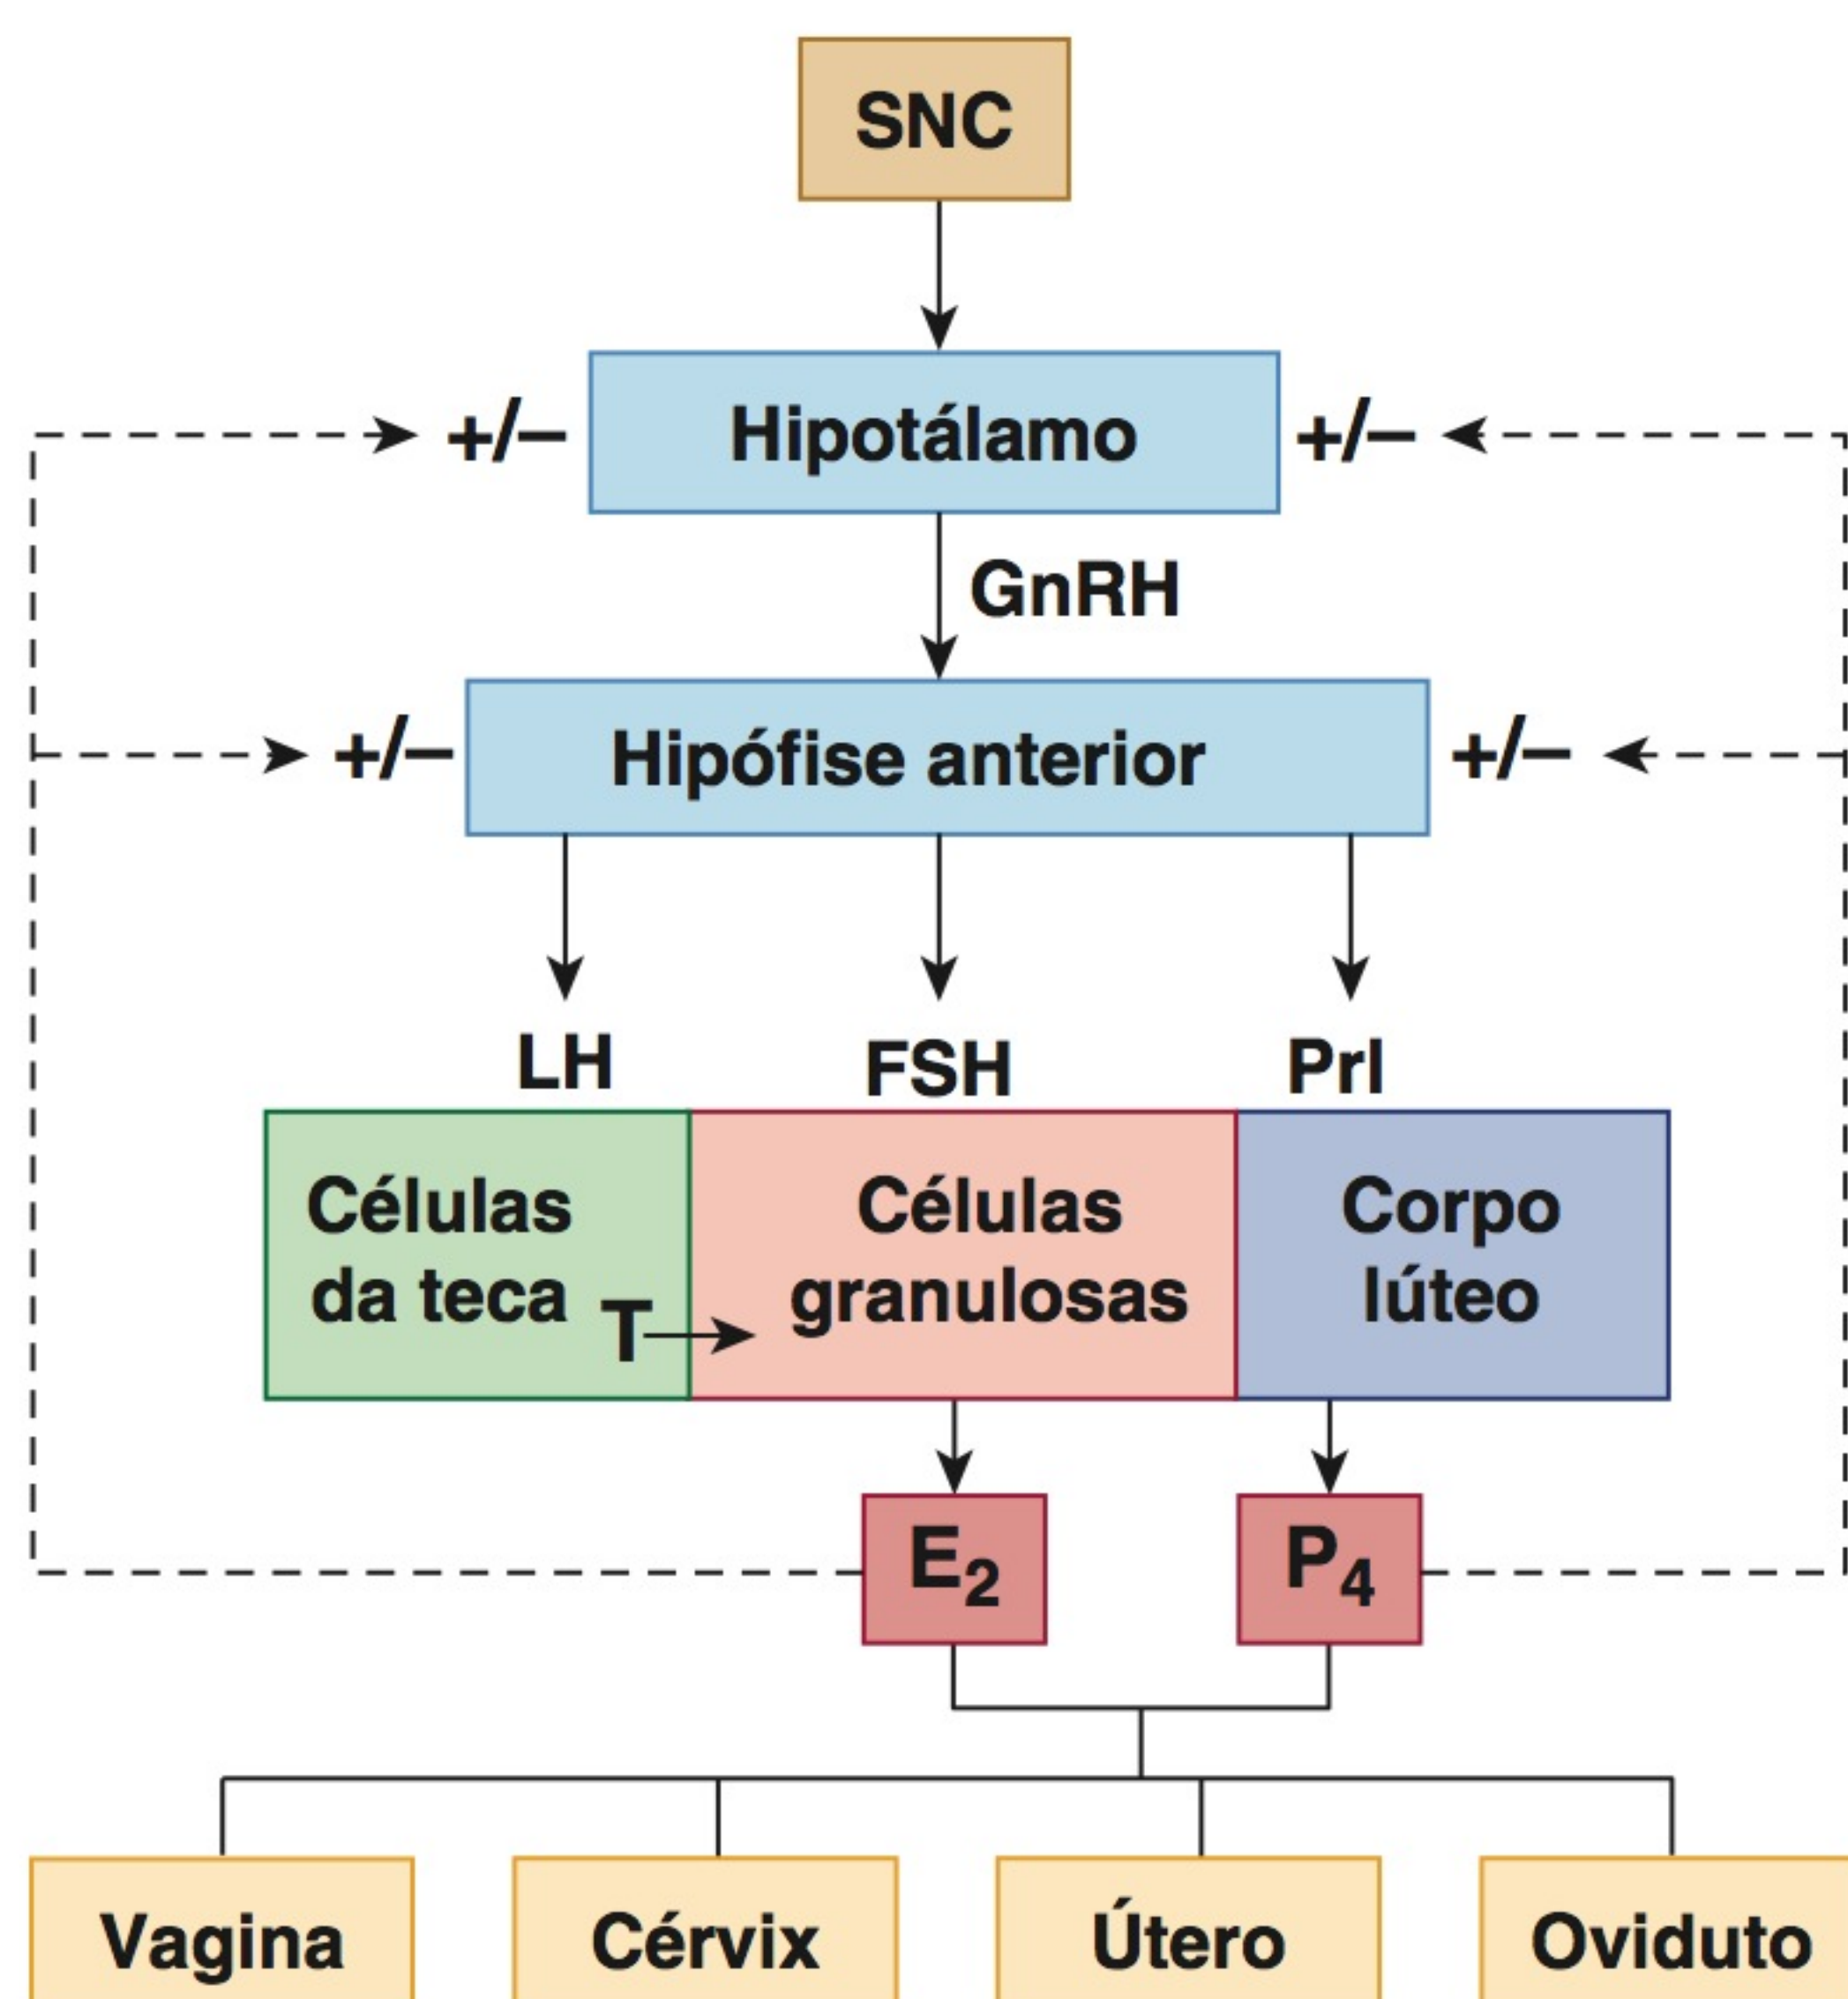 SNC
+/–
Hipotálamo
+/–
GnRH
+/–
Hipófise anterior
+/–
LH
FSH
Prl
Células
da teca
T
Células
granulosas
Corpo
lúteo
E2
P4
Vagina
Cérvix
Útero
Oviduto